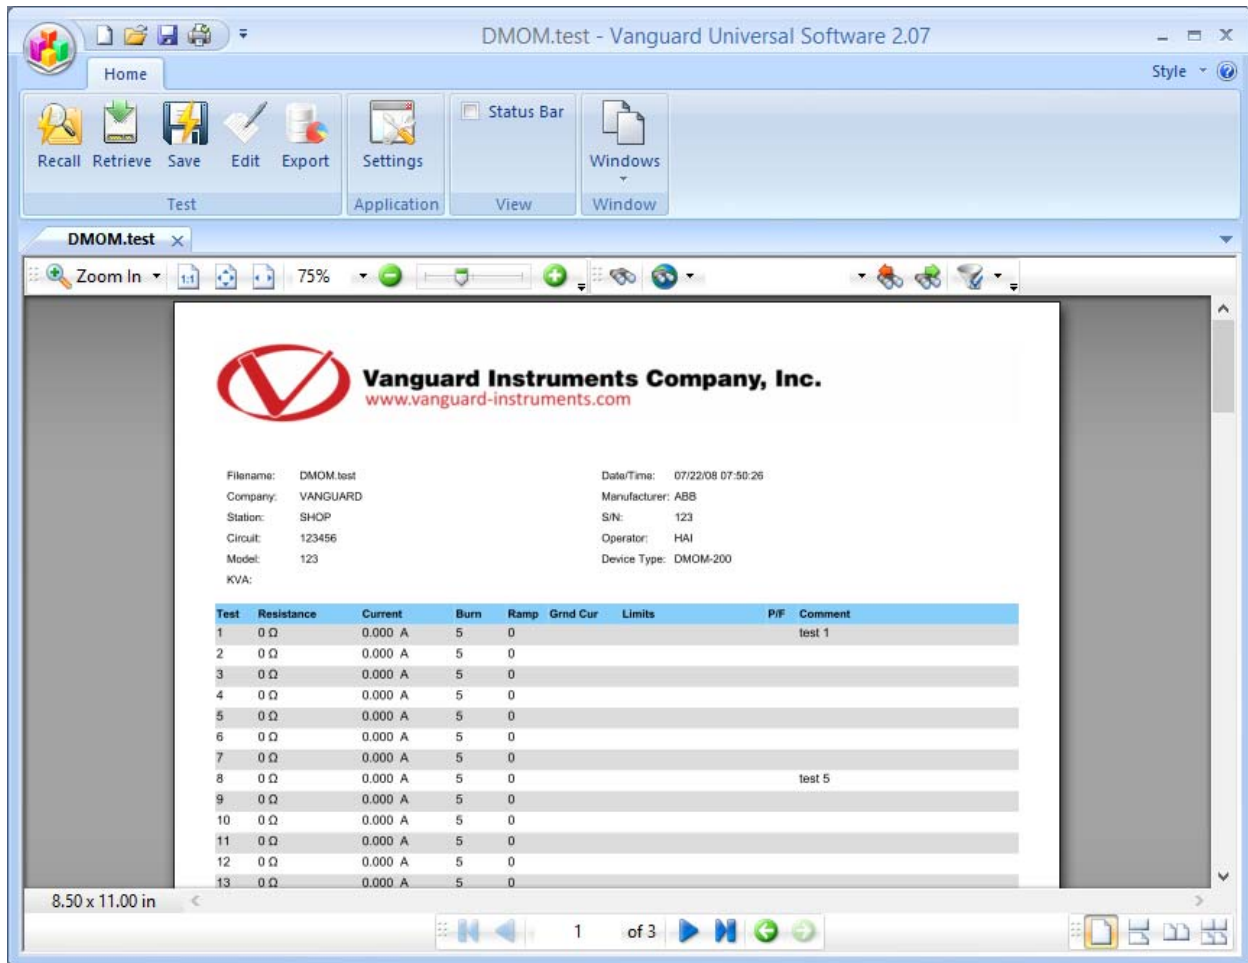 DMOM.test - Vanguard Universal Software 2.07
Home
Style
Recall Retrieve Save Edit Export
Settings
Status Bar
Windows
Test
Application
View
Window
DMOM.test
Zoom In
1:1
75%
Vanguard Instruments Company, Inc.
www.vanguard-instruments.com
Filename: DMOM.test Date/Time: 07/22/08 07:50:26
Company: VANGUARD Manufacturer: ABB
Station: SHOP S/N: 123
Circuit: 123456 Operator: HAI
Model: 123 Device Type: DMOM-200
KVA:
Test Resistance Current Burn Ramp Grnd Cur Limits P/F Comment
1 0 Ω 0.000 A 5 0 test 1
2 0 Ω 0.000 A 5 0
3 0 Ω 0.000 A 5 0
4 0 Ω 0.000 A 5 0
5 0 Ω 0.000 A 5 0
6 0 Ω 0.000 A 5 0
7 0 Ω 0.000 A 5 0
8 0 Ω 0.000 A 5 0 test 5
9 0 Ω 0.000 A 5 0
10 0 Ω 0.000 A 5 0
11 0 Ω 0.000 A 5 0
12 0 Ω 0.000 A 5 0
13 0 Ω 0.000 A 5 0
8.50 x 11.00 in
1 of 3